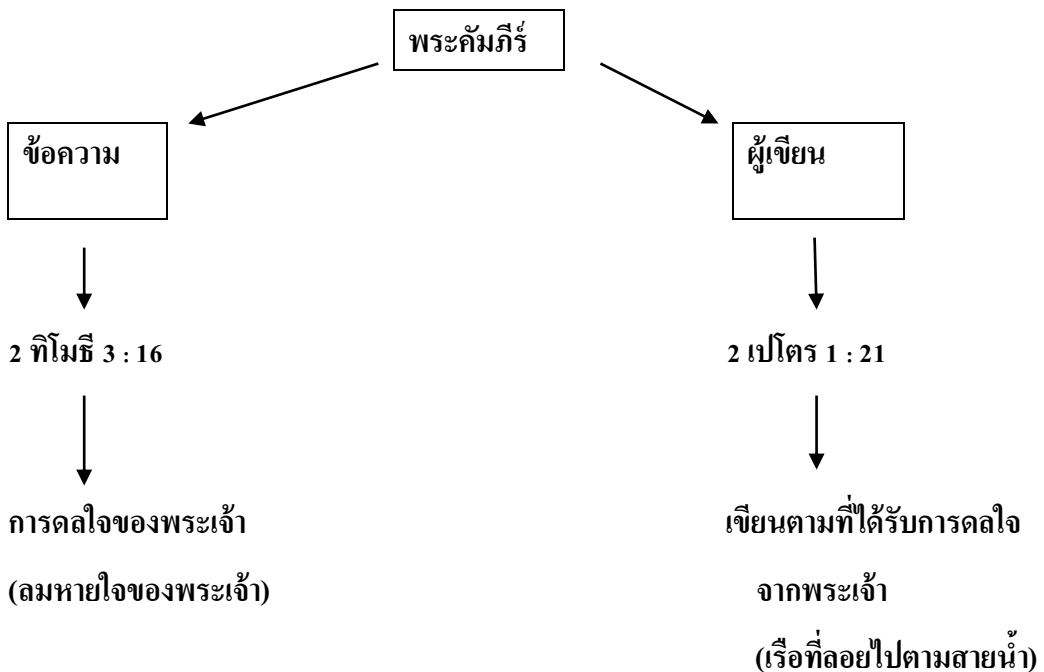 พระคัมภีร์
ข้อความ
ผู้เขียน
2 ทิโมธี 3 : 16
2 เปโตร 1 : 21
การดลใจของพระเจ้า
(ลมหายใจของพระเจ้า)
เขียนตามที่ได้รับการดลใจ
จากพระเจ้า
(เรือที่ลอยไปตามสายน้ำ)